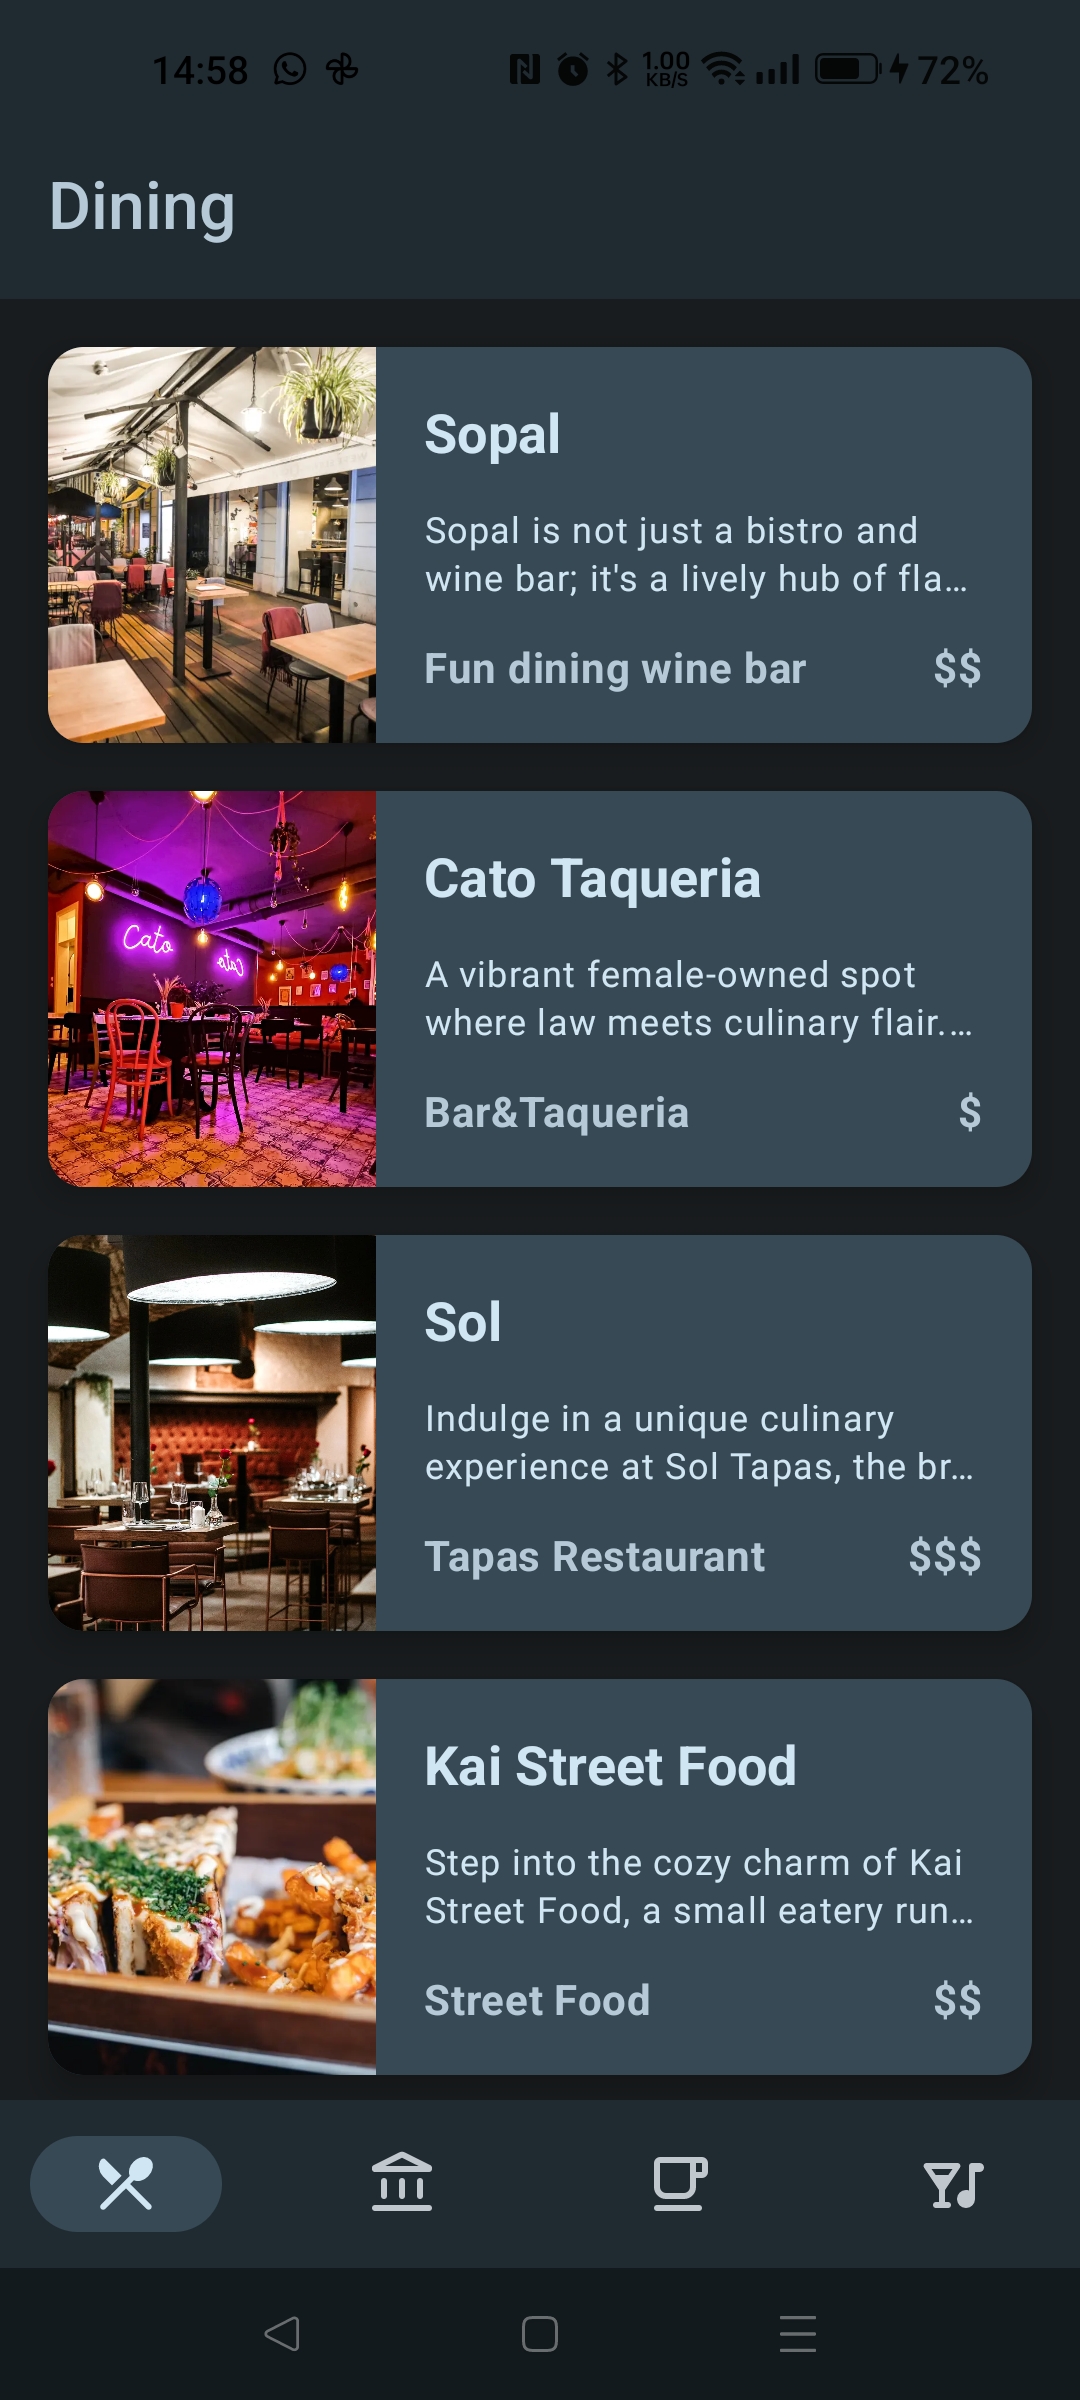 14:58
1.00
KB/S
72%
Dining
Sopal
Sopal is not just a bistro and
wine bar; it's a lively hub of fla…
Fun dining wine bar $$
Cato
Cato
Cato Taqueria
A vibrant female-owned spot
where law meets culinary flair.…
Bar&Taqueria $
Sol
Indulge in a unique culinary
experience at Sol Tapas, the br…
Tapas Restaurant $$$
Kai Street Food
Step into the cozy charm of Kai
Street Food, a small eatery run…
Street Food $$